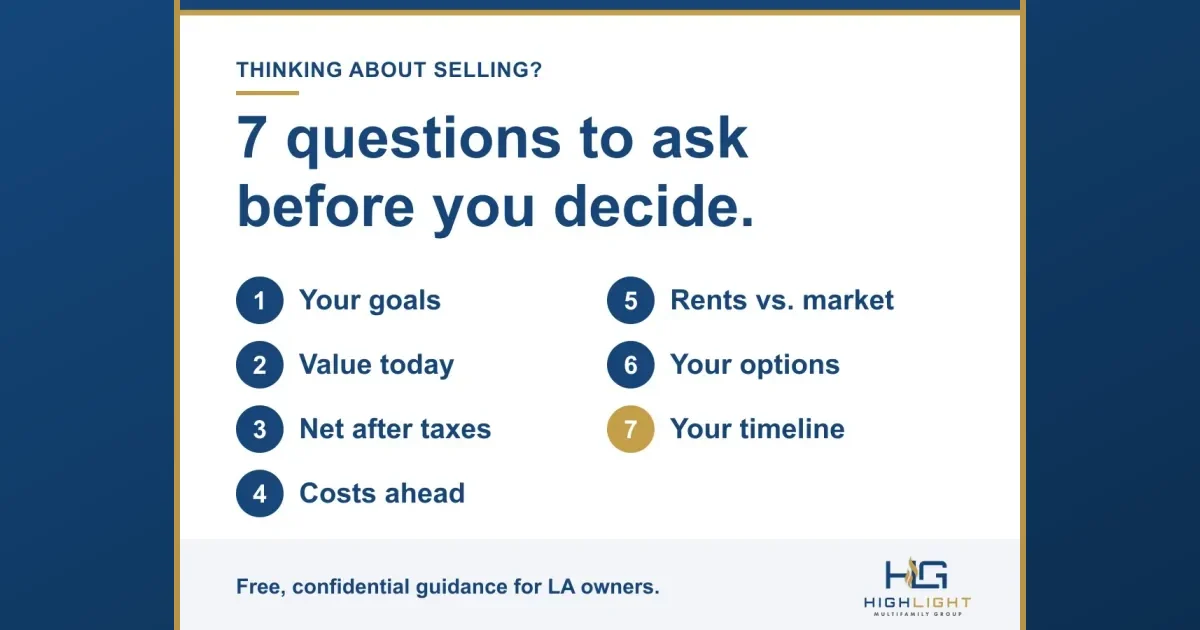 THINKING ABOUT SELLING?
7 questions to ask
before you decide.
1 Your goals
2 Value today
3 Net after taxes
4 Costs ahead
5 Rents vs. market
6 Your options
7 Your timeline
Free, confidential guidance for LA owners.
HLG
HIGHLIGHT
MULTIFAMILY GROUP